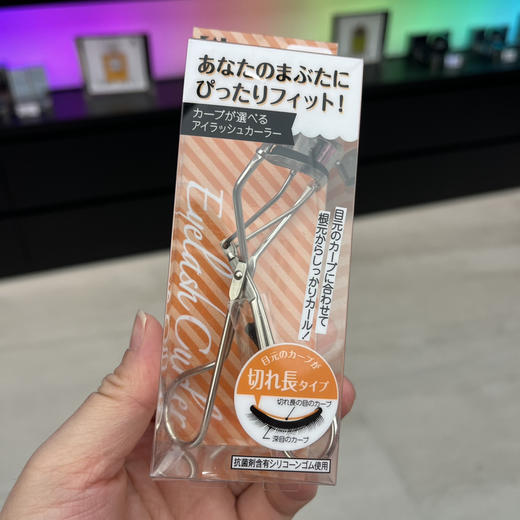 あなたのまぶたに
ぴったりフィット!
カーブが選べる
アイラッシュカーラー
目元のカーブに合わせて
根元からしっかりカール!
Eyelash Curler
目元のカーブが
切れ長タイプ
切れ長の目のカーブ
深目のカーブ
抗菌剤含有シリコーンゴム使用